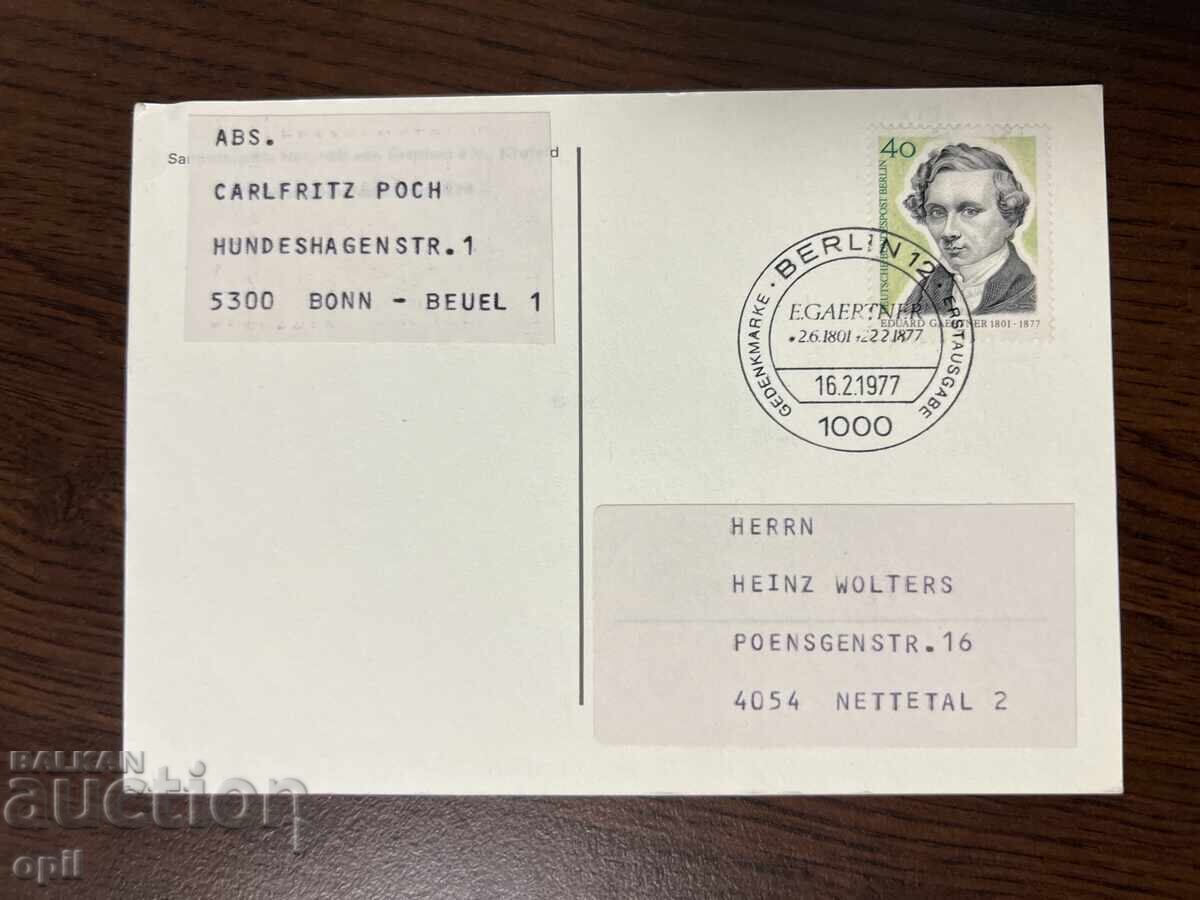 ABS.
CARLFRITZ POCH
HUNDESHAGENSTR.1
5300 BONN - BEUEL 1
40
DEUTSCHE BUNDESPOST BERLIN
EDUARD GAERTNER 1801-1877
· BERLIN 12 ·
GEDENKMARKE
ERSTAUSGABE
E.GAERTNER
*2.6.1801 +22.2.1877
16.2.1977
1000
HERRN
HEINZ WOLTERS
POENSGENSTR.16
4054 NETTETAL 2
BALKAN
auction
opil